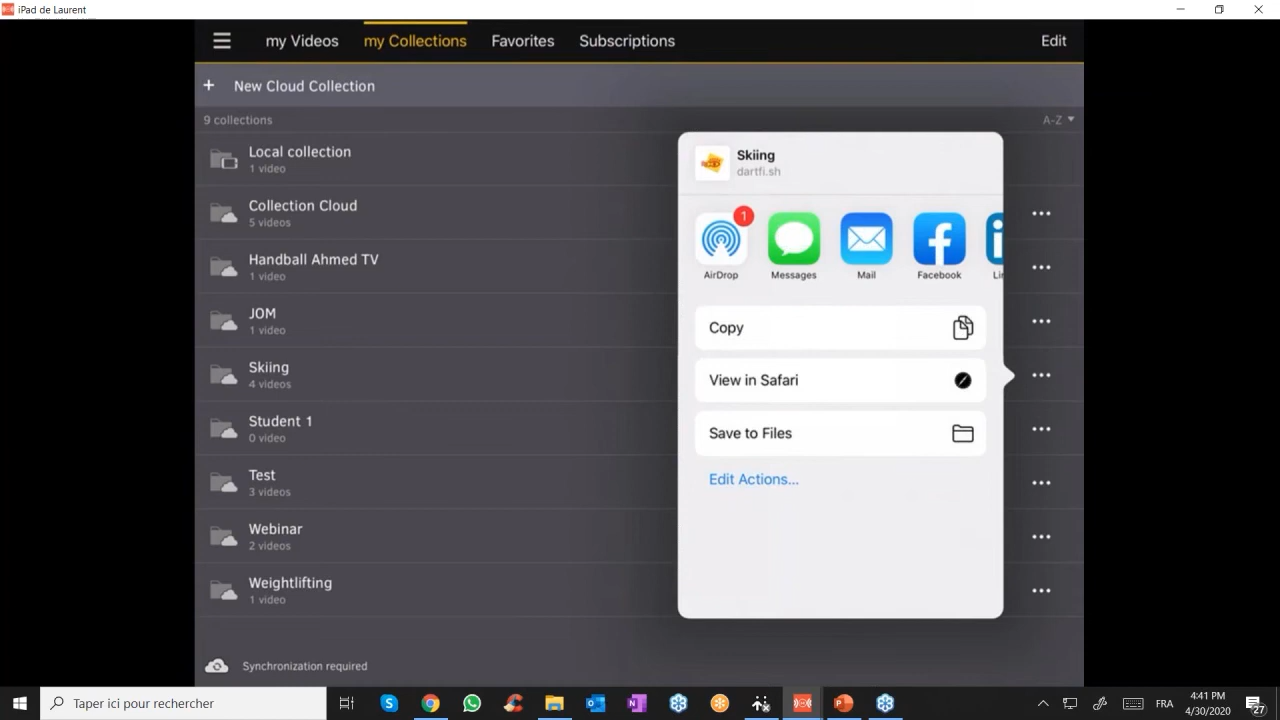 iPad de Laurent
my Videos my Collections Favorites Subscriptions Edit
+ New Cloud Collection
9 collections A-Z
Local collection
1 video
Collection Cloud
5 videos
Handball Ahmed TV
1 video
JOM
1 video
Skiing
4 videos
Student 1
0 video
Test
3 videos
Webinar
2 videos
Weightlifting
1 video
Synchronization required
Skiing
dartfi.sh
1
AirDrop Messages Mail Facebook
Copy
View in Safari
Save to Files
Edit Actions...
Taper ici pour rechercher
FRA
4:41 PM
4/30/2020
27